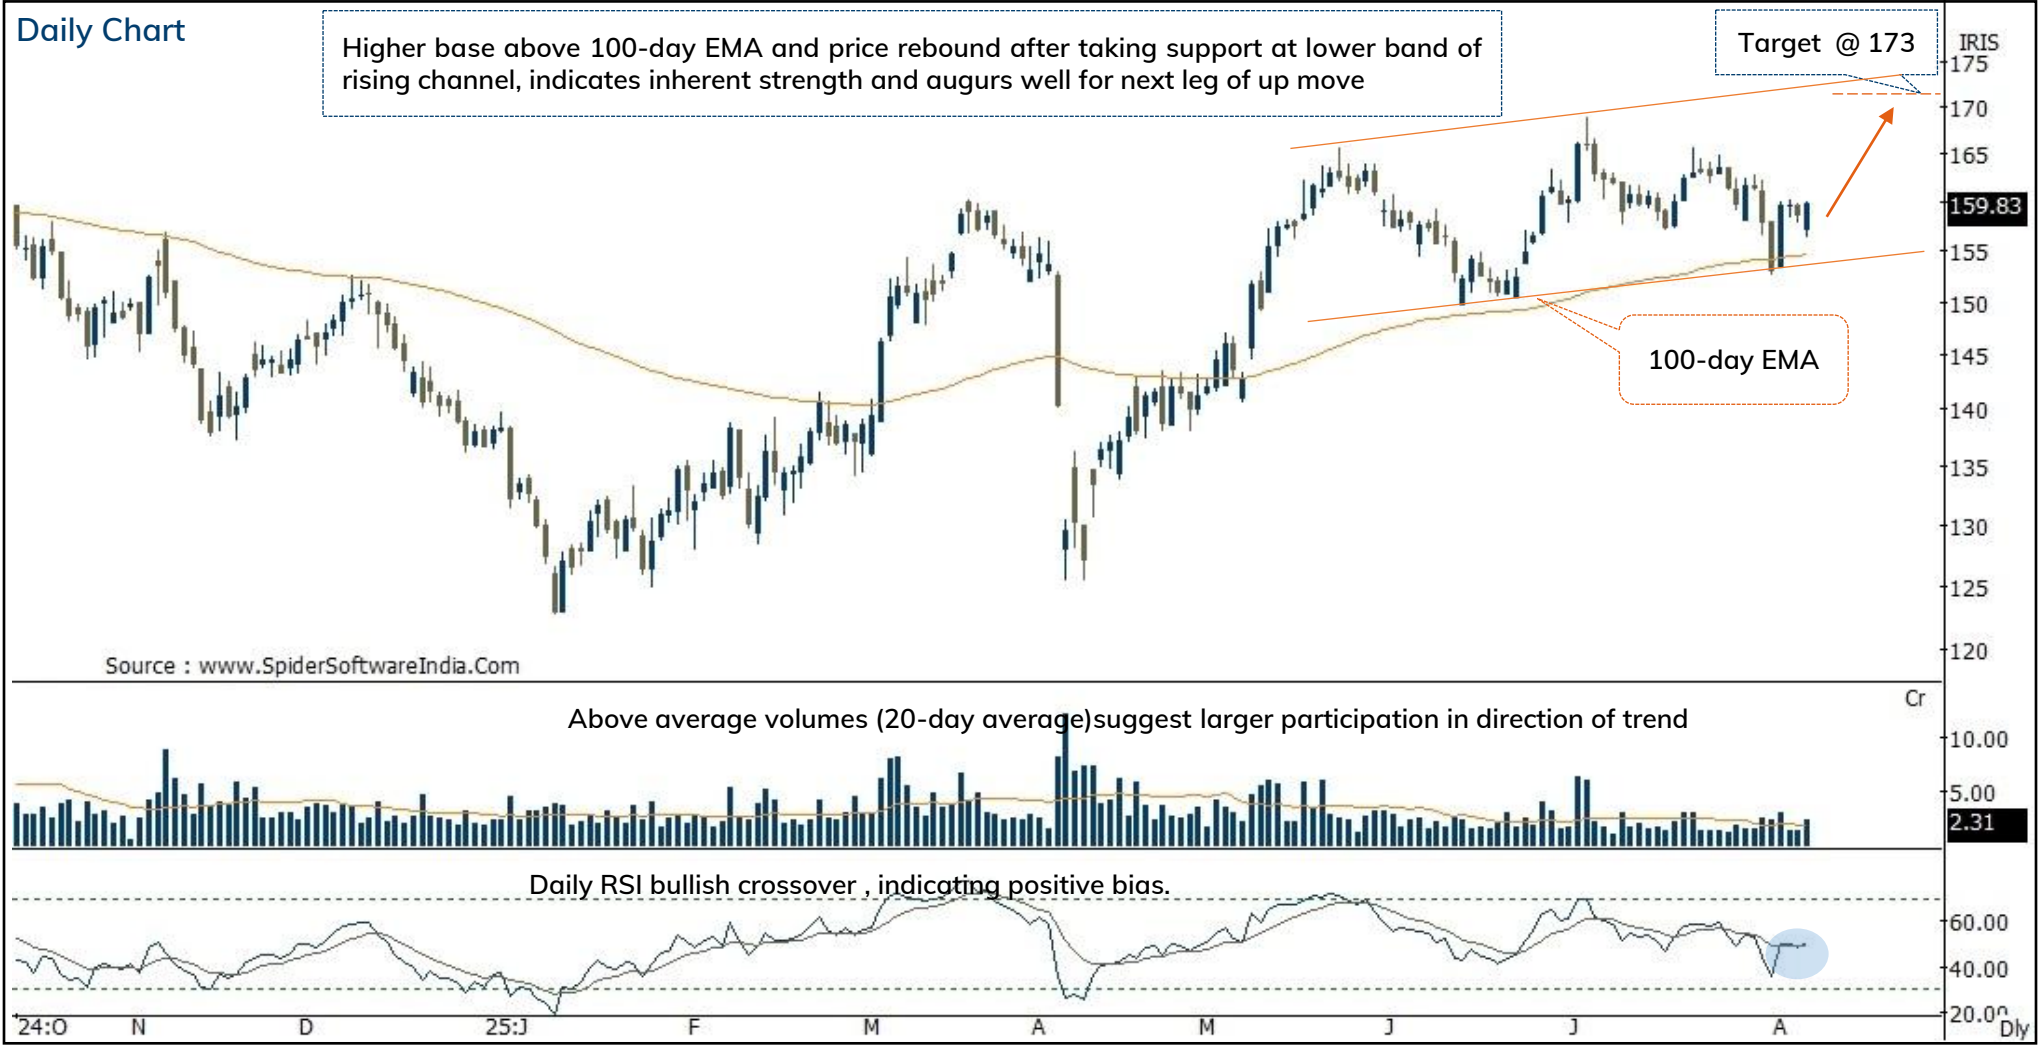 Daily Chart
Higher base above 100-day EMA and price rebound after taking support at lower band of
rising channel, indicates inherent strength and augurs well for next leg of up move
Target @ 173
IRIS
175
170
165
159.83
155
150
145
140
135
130
125
120
100-day EMA
Source : www.SpiderSoftwareIndia.Com
Cr
Above average volumes (20-day average)suggest larger participation in direction of trend
10.00
5.00
2.31
Daily RSI bullish crossover , indicating positive bias.
60.00
40.00
20.00
24:O N D 25:J F M A M J J A Dly